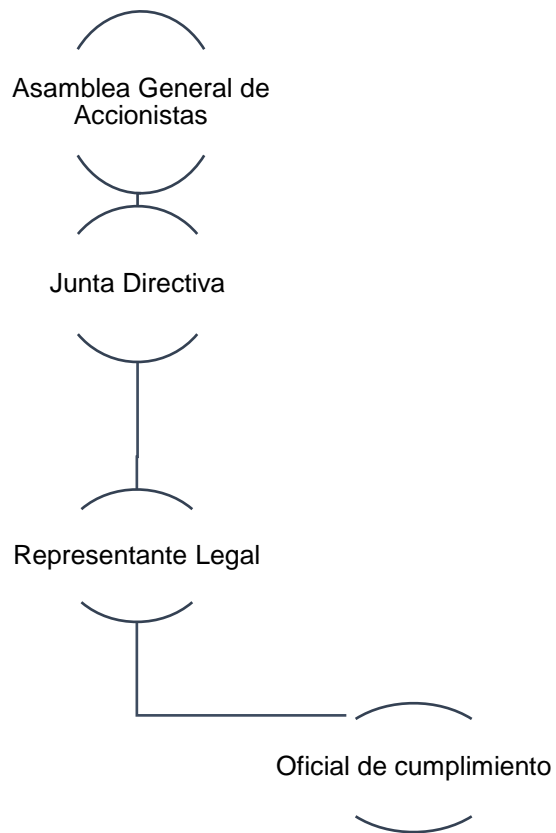 Asamblea General de
Accionistas
Junta Directiva
Representante Legal
Oficial de cumplimiento